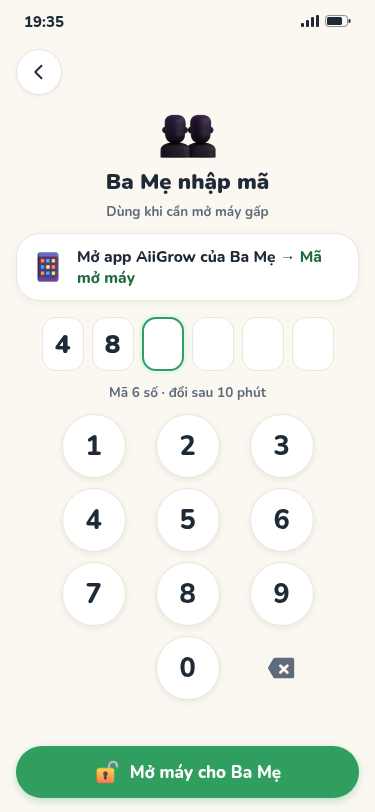 19:35
Ba Mẹ nhập mã
Dùng khi cần mở máy gấp
Mở app AiiGrow của Ba Mẹ → Mã
mở máy
4 8
Mã 6 số · đổi sau 10 phút
1 2 3
4 5 6
7 8 9
0
Mở máy cho Ba Mẹ